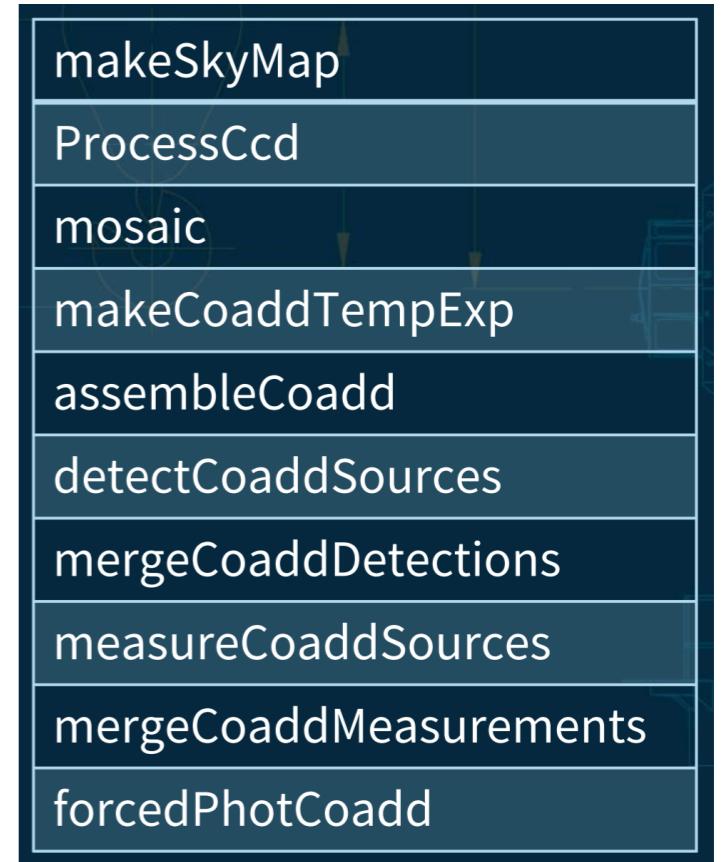 makeSkyMap
ProcessCcd
mosaic
makeCoaddTempExp
assembleCoadd
detectCoaddSources
mergeCoaddDetections
measureCoaddSources
mergeCoaddMeasurements
forcedPhotCoadd